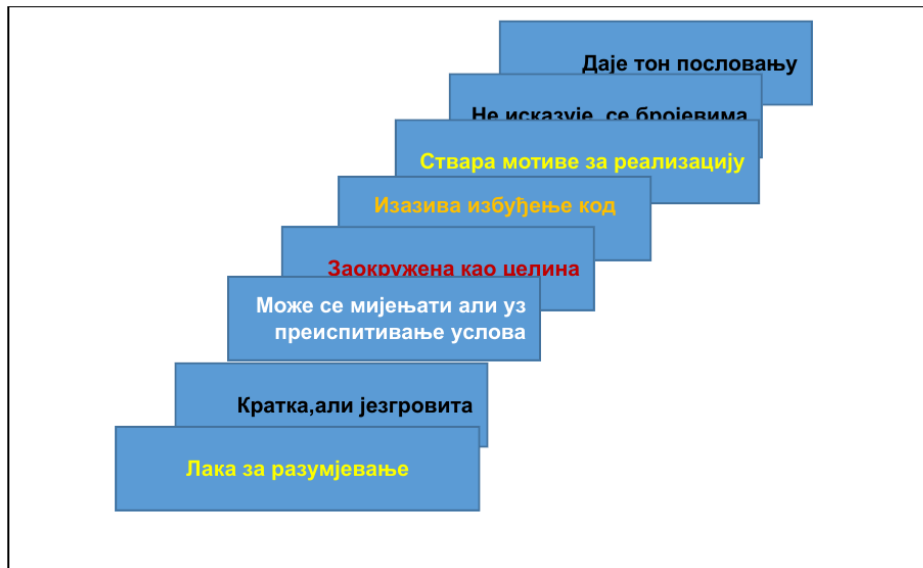 Даје тон пословању
Не исказује се бројевима
Ствара мотиве за реализацију
Изазива избуђење код
Заокружена као целина
Може се мијењати али уз
преиспитивање услова
Кратка,али језгровита
Лака за разумјевање